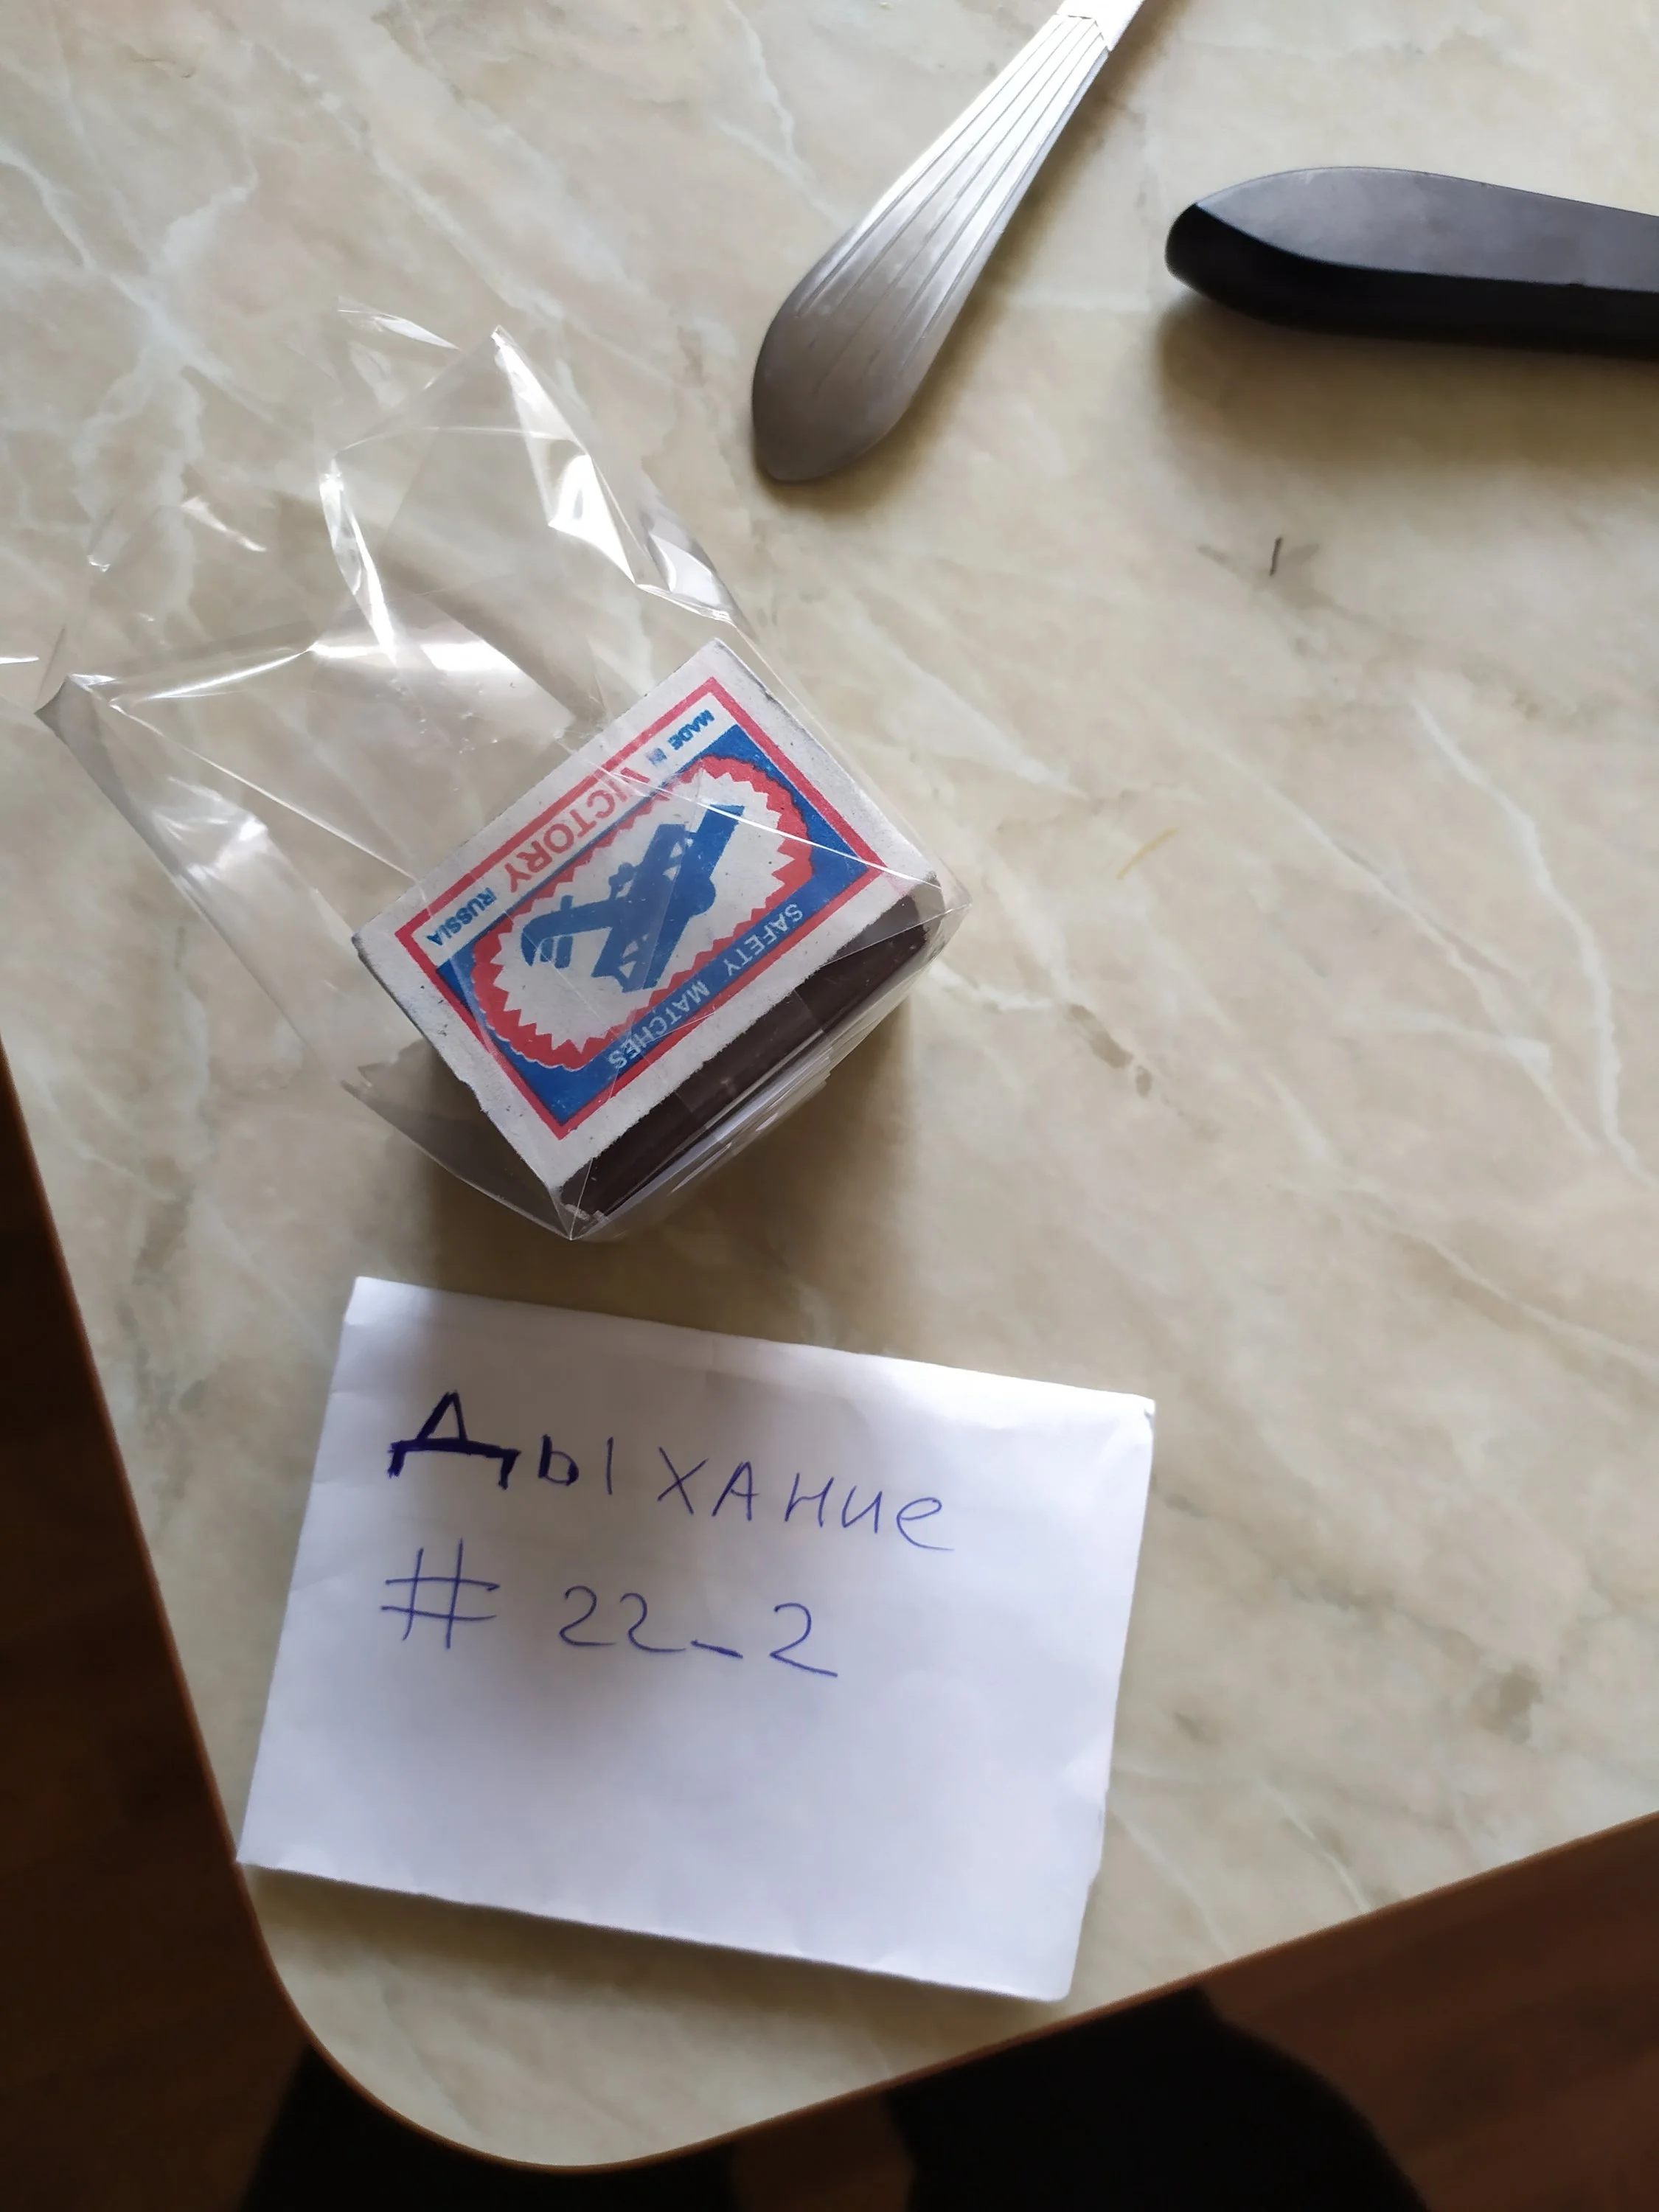 MADE IN RUSSIA
VICTORY
SAFETY MATCHES
Дыхание
# 22_2